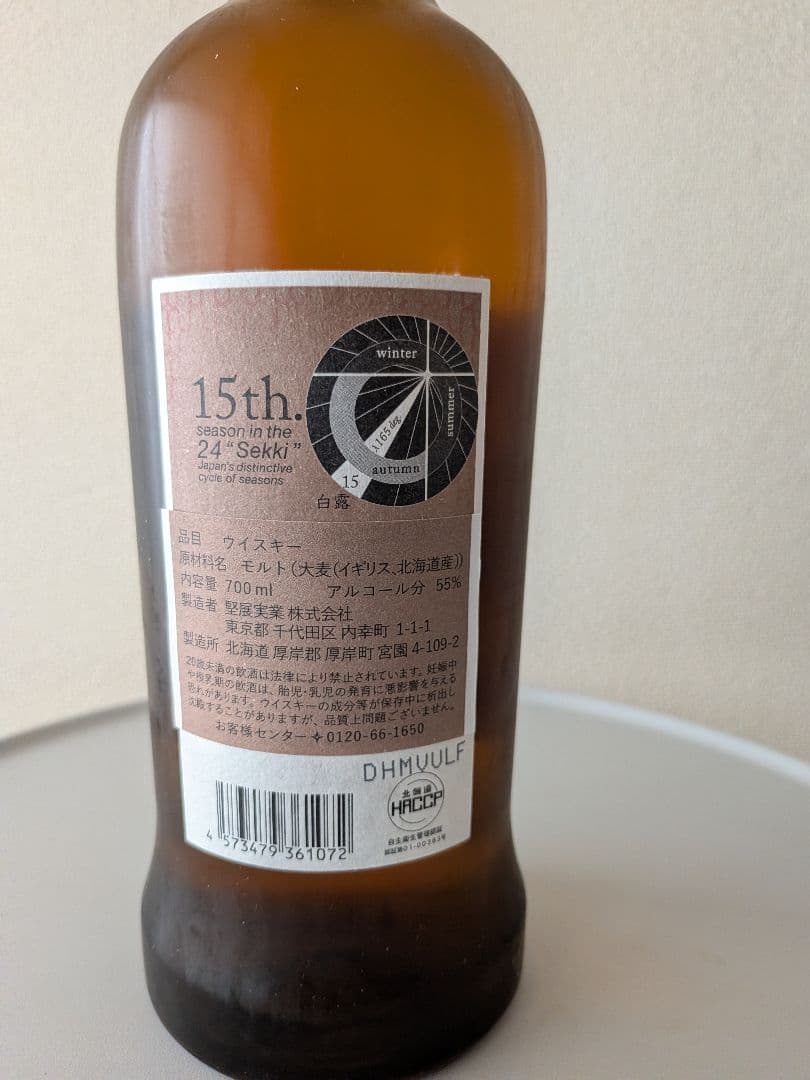 winter
summer
autumn
λ165 deg.
15
白露
15th.
season in the
24 "Sekki"
Japan's distinctive
cycle of seasons
品目 ウイスキー
原材料名 モルト(大麦(イギリス、北海道産))
内容量 700 ml アルコール分 55%
製造者 堅展実業 株式会社
東京都 千代田区 内幸町 1-1-1
製造所 北海道 厚岸郡 厚岸町 宮園 4-109-2
20歳未満の飲酒は法律により禁止されています。妊娠中
や授乳期の飲酒は、胎児・乳児の発育に悪影響を与える
恐れがあります。ウイスキーの成分等が保存中に析出し
沈殿することがありますが、品質上問題ございません。
お客様センター✧0120-66-1650
DHMVVLF
北海道
HACCP
4 573479 361072